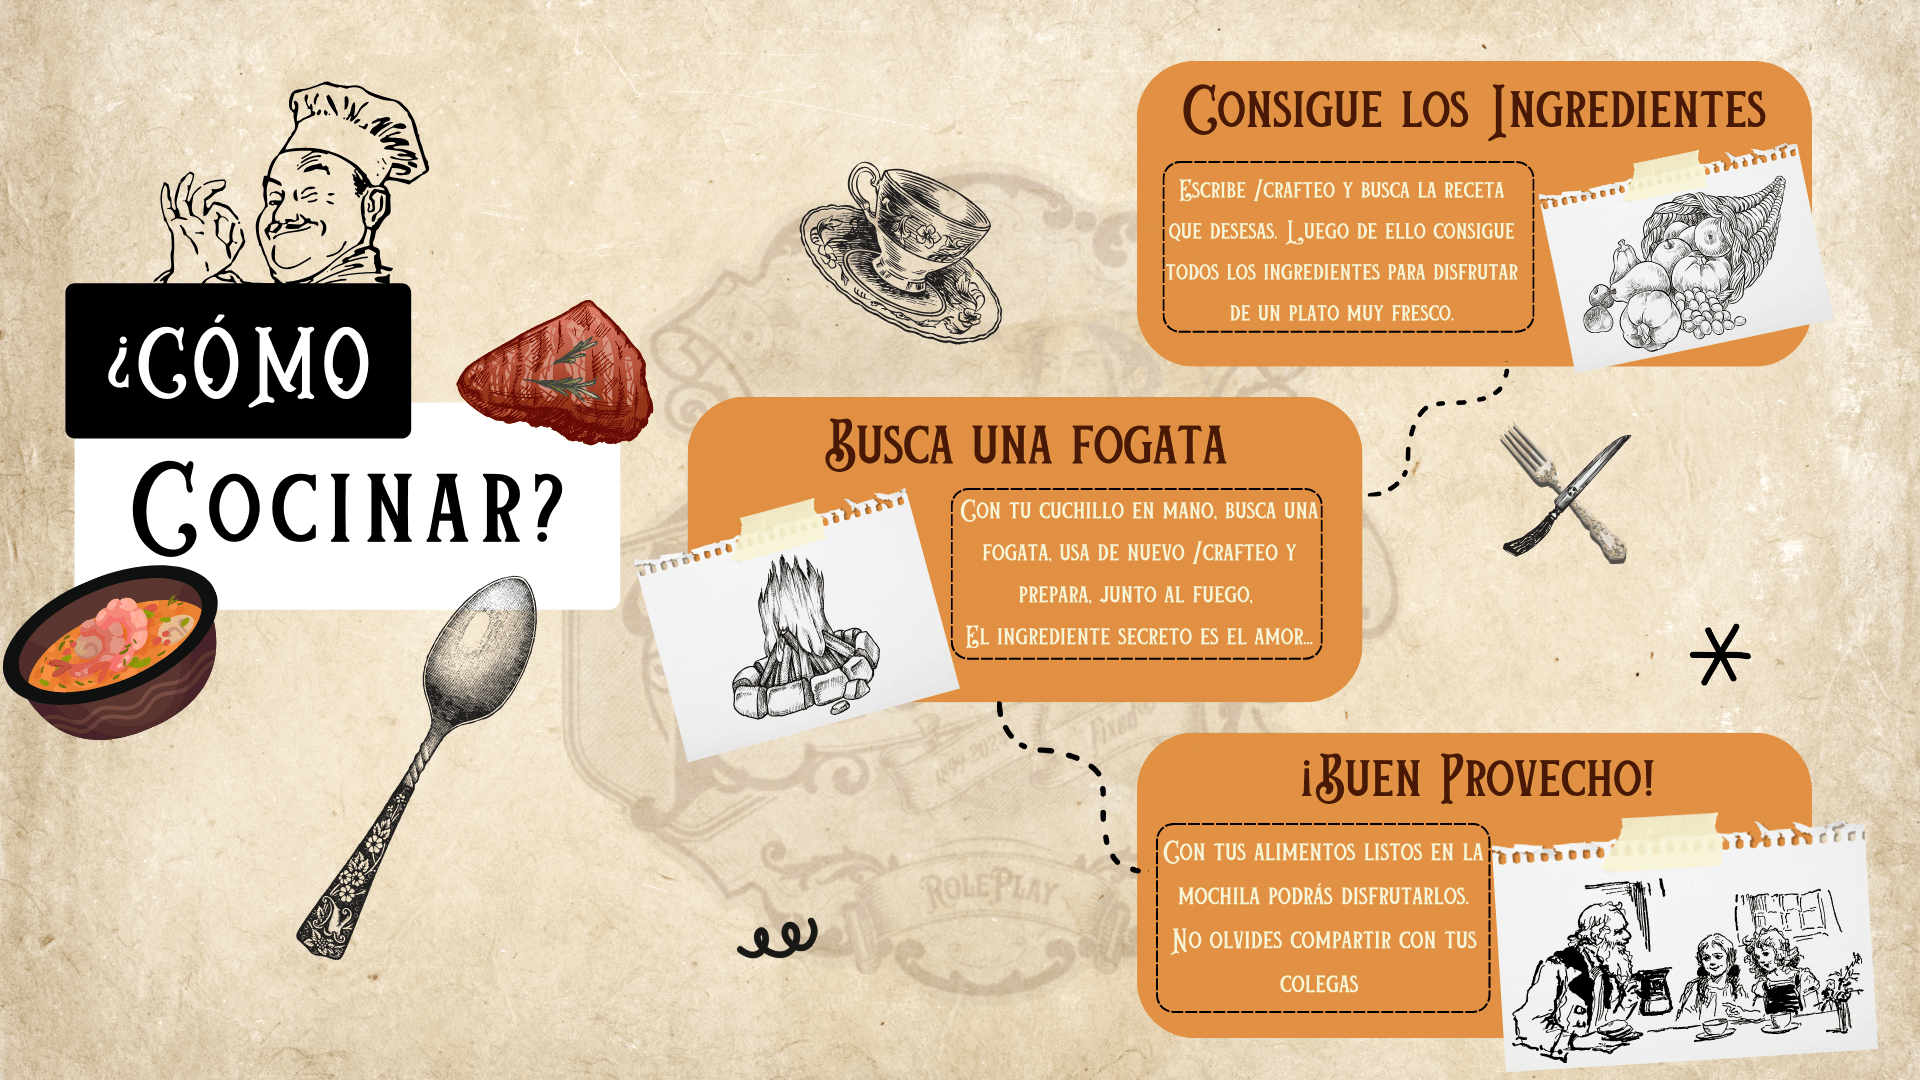 ¿CÓMO
COCINAR?
CONSIGUE LOS INGREDIENTES
ESCRIBE /CRAFTEO Y BUSCA LA RECETA
QUE DESESAS. LUEGO DE ELLO CONSIGUE
TODOS LOS INGREDIENTES PARA DISFRUTAR
DE UN PLATO MUY FRESCO.
BUSCA UNA FOGATA
CON TU CUCHILLO EN MANO, BUSCA UNA
FOGATA, USA DE NUEVO /CRAFTEO Y
PREPARA, JUNTO AL FUEGO,
EL INGREDIENTE SECRETO ES EL AMOR...
¡BUEN PROVECHO!
CON TUS ALIMENTOS LISTOS EN LA
MOCHILA PODRÁS DISFRUTARLOS.
NO OLVIDES COMPARTIR CON TUS
COLEGAS
ROLEPLAY